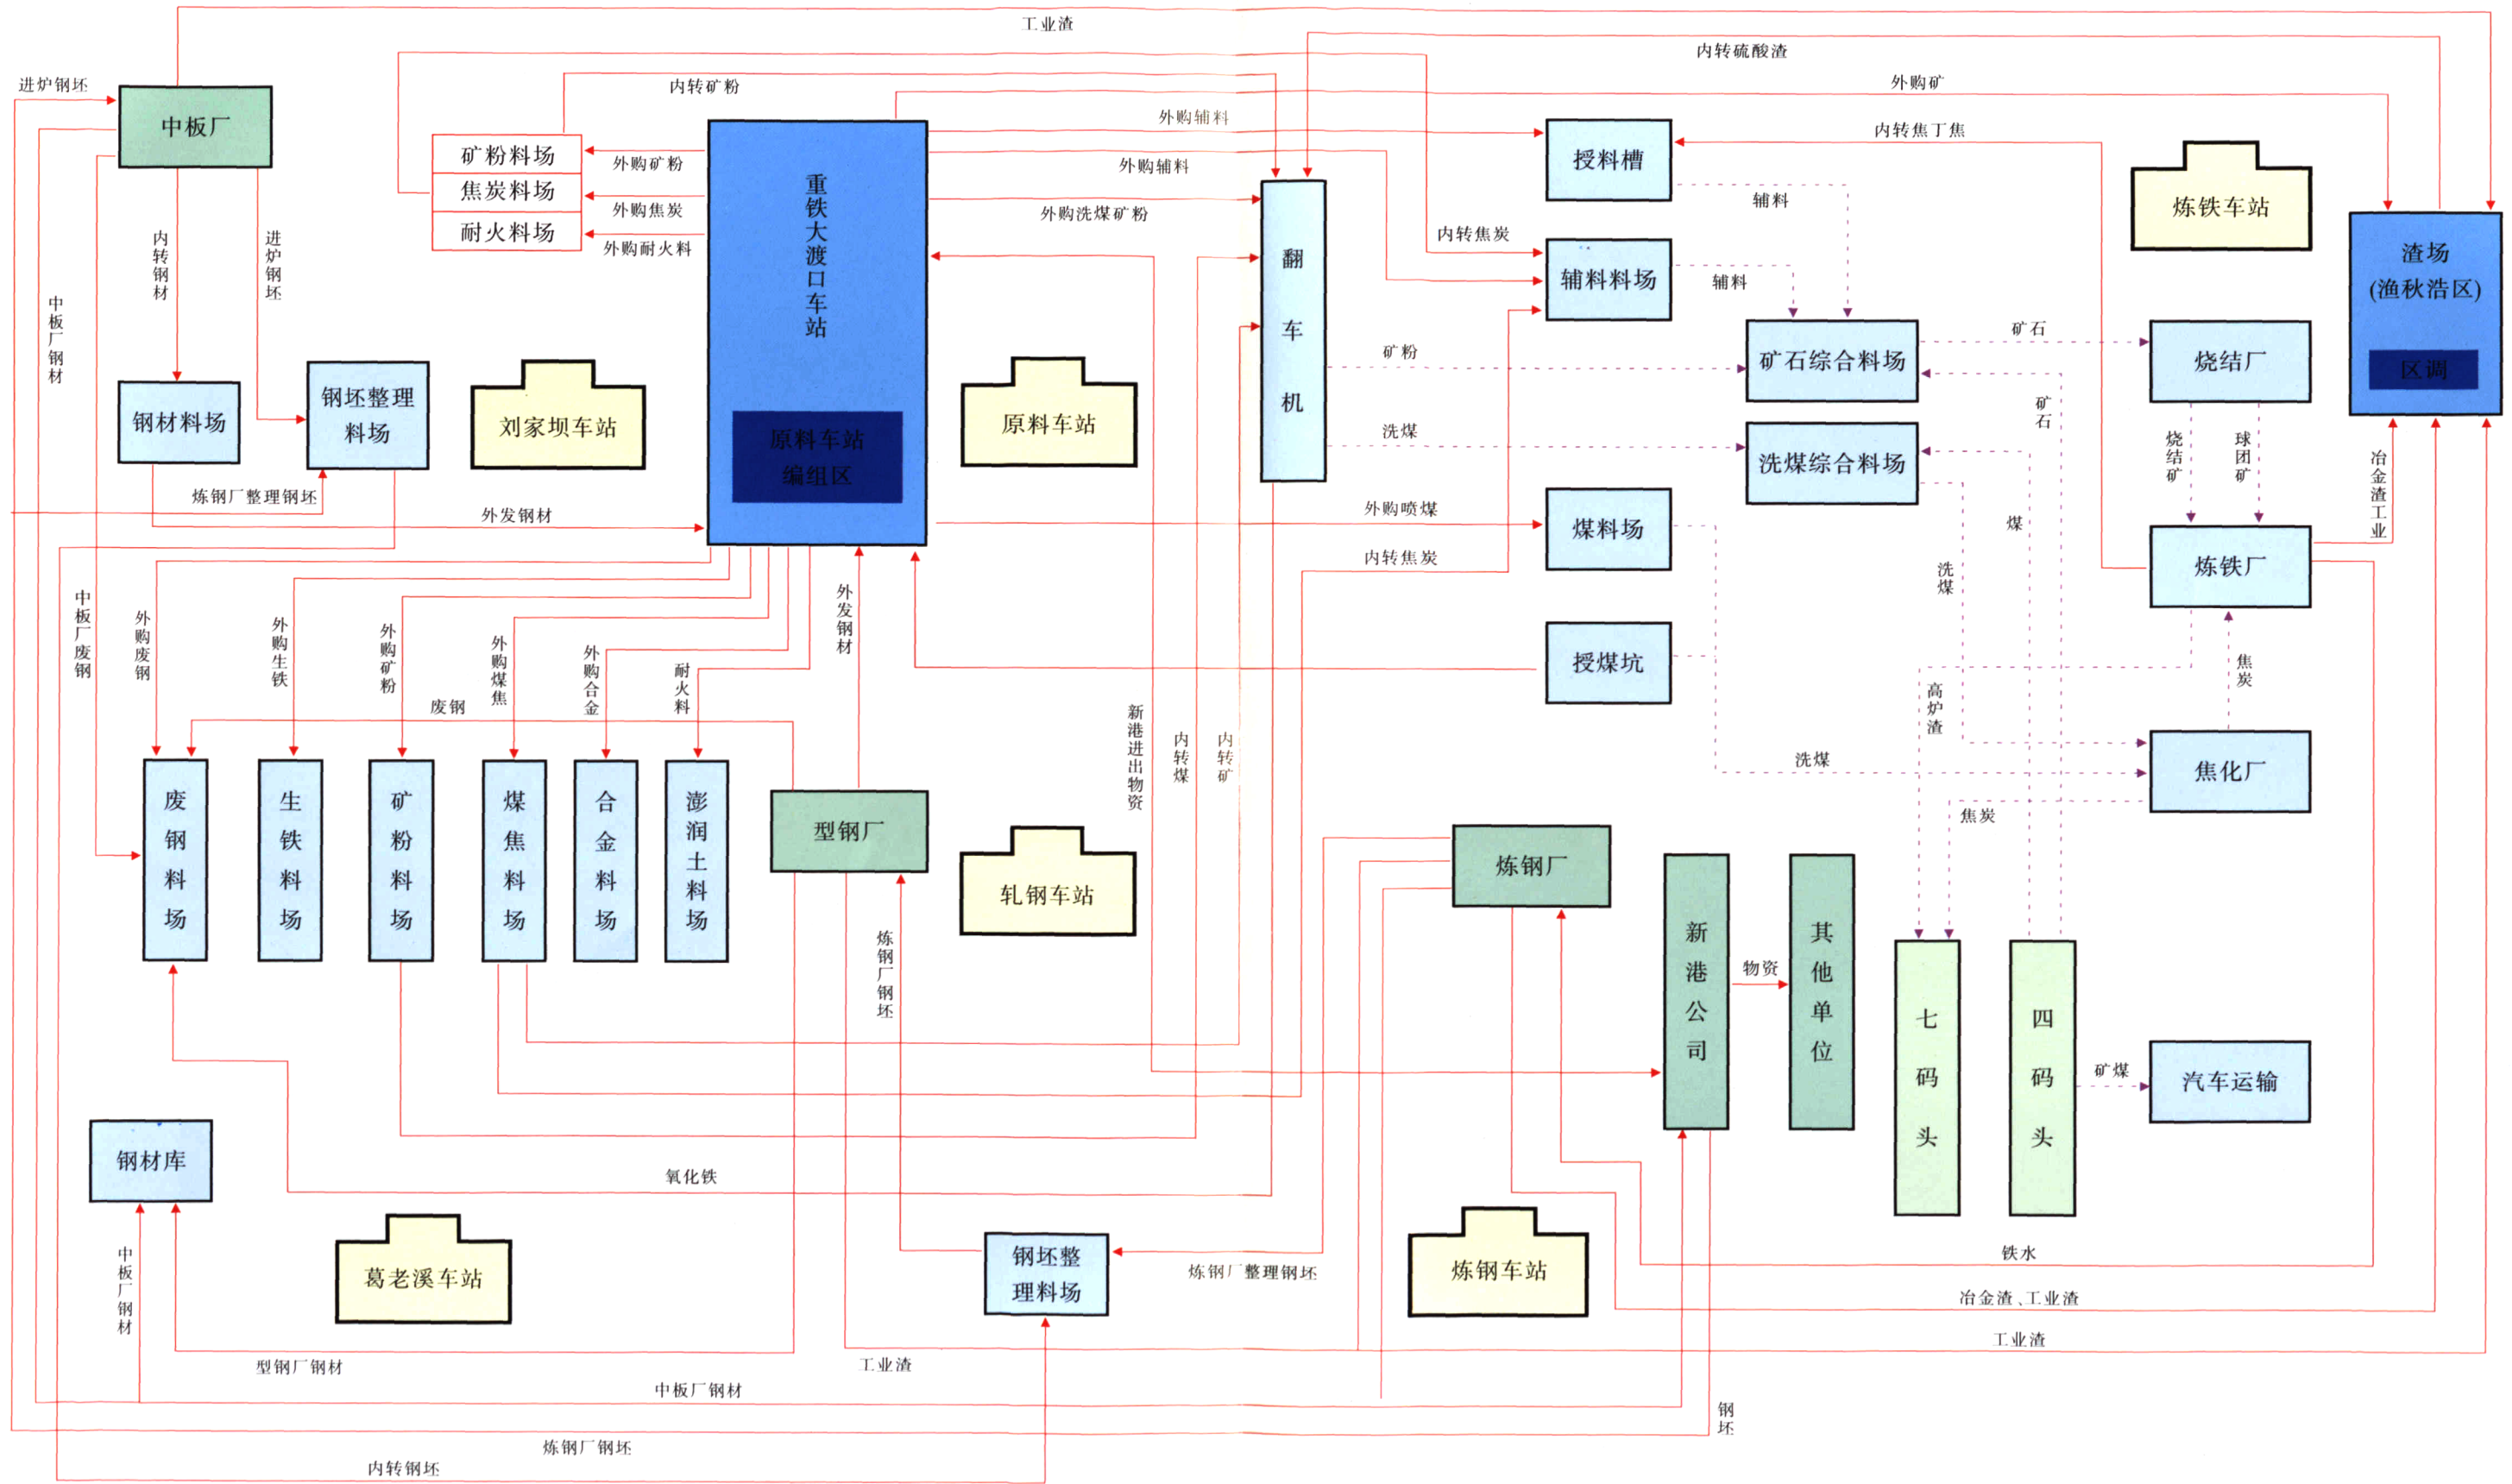 工业渣
内转硫酸渣
进炉钢坯
内转矿粉
外购矿
中板厂
外购辅料
内转焦丁焦
矿粉料场
焦炭料场
耐火料场
外购矿粉
外购焦炭
外购耐火料
重铁大渡口车站
原料车站
编组区
外购辅料
外购洗煤矿粉
授料槽
辅料
炼铁车站
内转焦炭
辅料料场
辅料
渣场
(渔秋浩区)
区调
内转钢材
进炉钢坯
中板厂钢材
翻车机
矿粉
矿石综合料场
矿石
烧结厂
矿石
钢材料场
钢坯整理
料场
刘家坝车站
原料车站
洗煤
洗煤综合料场
烧结矿
球团矿
冶金渣工业
炼钢厂整理钢坯
外发钢材
外购喷煤
煤料场
煤
内转焦炭
洗煤
炼铁厂
中板厂废钢
外购废钢
外购生铁
外购矿粉
外购煤焦
外购合金
耐火料
外发钢材
授煤坑
焦炭
高炉渣
废钢
新港进出物资
内转煤
内转矿
洗煤
焦化厂
焦炭
废钢料场
生铁料场
矿粉料场
煤焦料场
合金料场
澎润土料场
型钢厂
轧钢车站
炼钢厂
新港公司
物资
其他单位
七码头
四码头
矿煤
汽车运输
炼钢厂钢坯
钢材库
氧化铁
中板厂钢材
葛老溪车站
钢坯整
理料场
炼钢厂整理钢坯
炼钢车站
铁水
冶金渣、工业渣
工业渣
型钢厂钢材
工业渣
中板厂钢材
钢坯
炼钢厂钢坯
内转钢坯